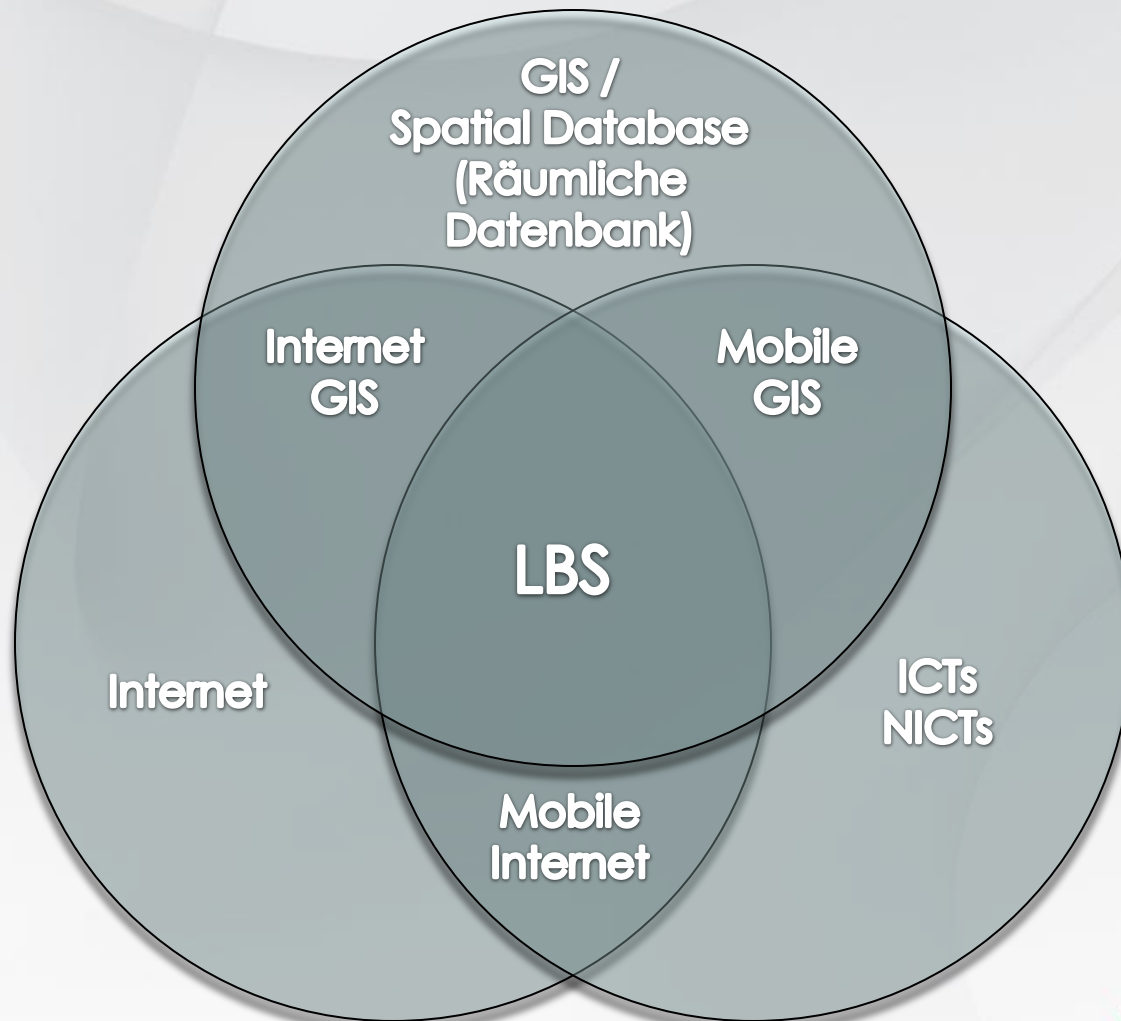 GIS /
Spatial Database
(Räumliche
Datenbank)
Internet
GIS
Mobile
GIS
LBS
Internet
ICTs
NICTs
Mobile
Internet